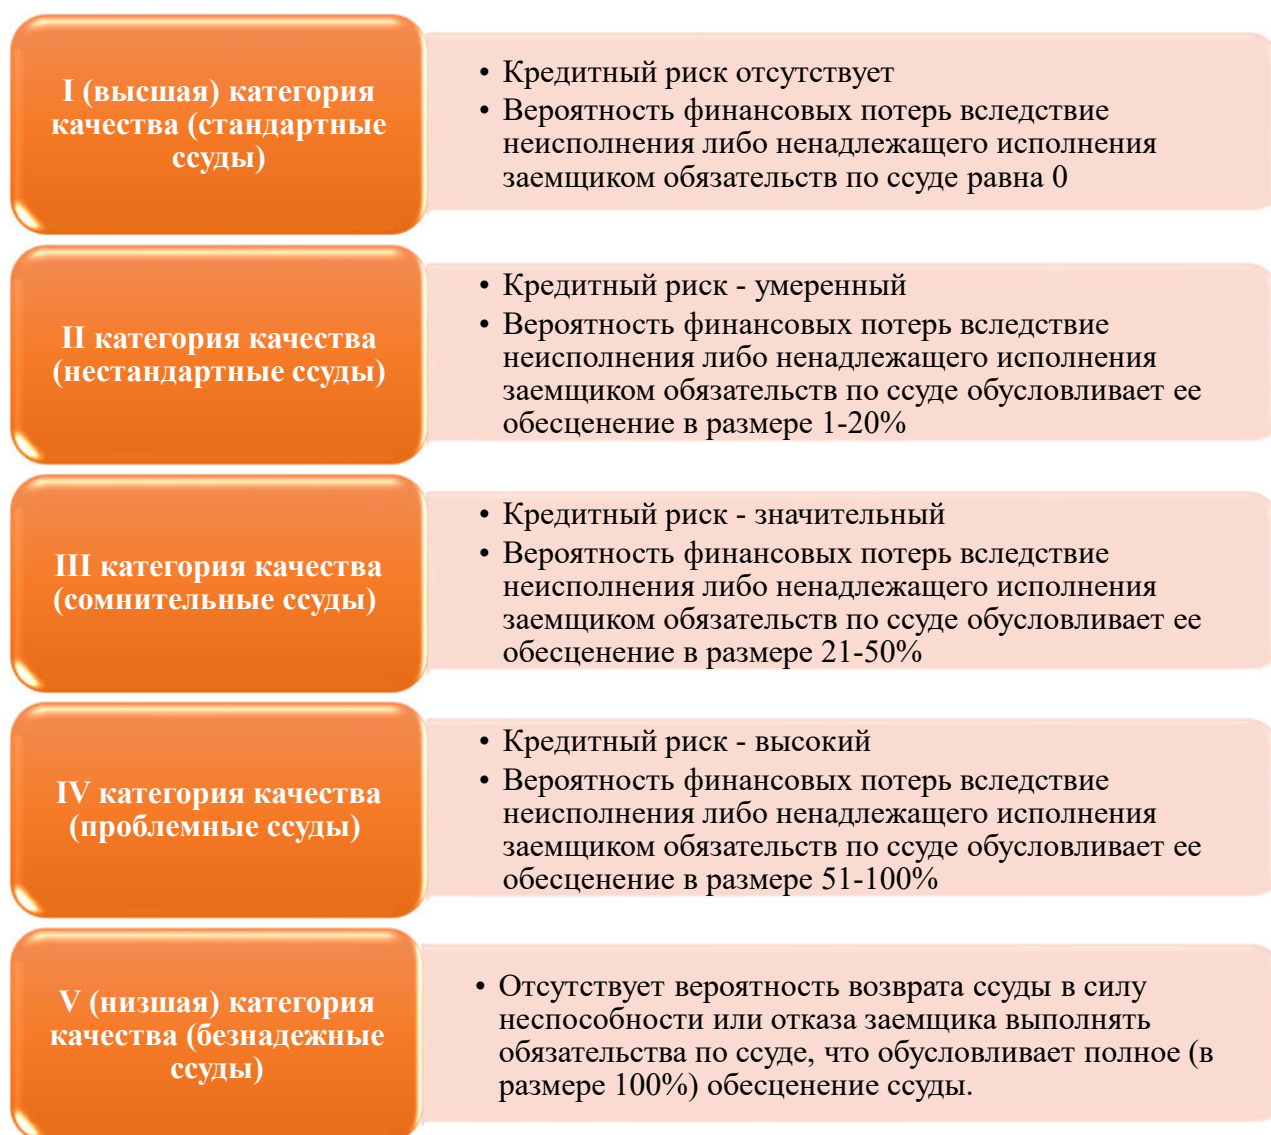 I (высшая) категория
качества (стандартные
ссуды)
• Кредитный риск отсутствует
• Вероятность финансовых потерь вследствие
неисполнения либо ненадлежащего исполнения
заемщиком обязательств по ссуде равна 0
II категория качества
(нестандартные ссуды)
• Кредитный риск - умеренный
• Вероятность финансовых потерь вследствие
неисполнения либо ненадлежащего исполнения
заемщиком обязательств по ссуде обусловливает ее
обесценение в размере 1-20%
III категория качества
(сомнительные ссуды)
• Кредитный риск - значительный
• Вероятность финансовых потерь вследствие
неисполнения либо ненадлежащего исполнения
заемщиком обязательств по ссуде обусловливает ее
обесценение в размере 21-50%
IV категория качества
(проблемные ссуды)
• Кредитный риск - высокий
• Вероятность финансовых потерь вследствие
неисполнения либо ненадлежащего исполнения
заемщиком обязательств по ссуде обусловливает ее
обесценение в размере 51-100%
V (низшая) категория
качества (безнадежные
ссуды)
• Отсутствует вероятность возврата ссуды в силу
неспособности или отказа заемщика выполнять
обязательства по ссуде, что обусловливает полное (в
размере 100%) обесценение ссуды.